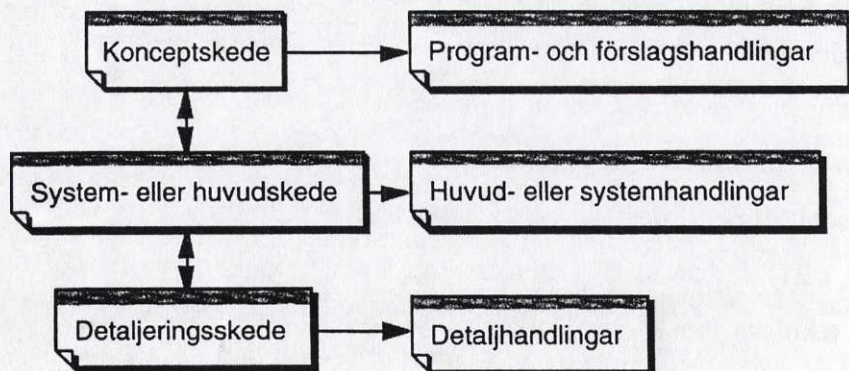 Konceptskede
Program- och förslagshandlingar
System- eller huvudskede
Huvud- eller systemhandlingar
Detaljeringsskede
Detaljhandlingar